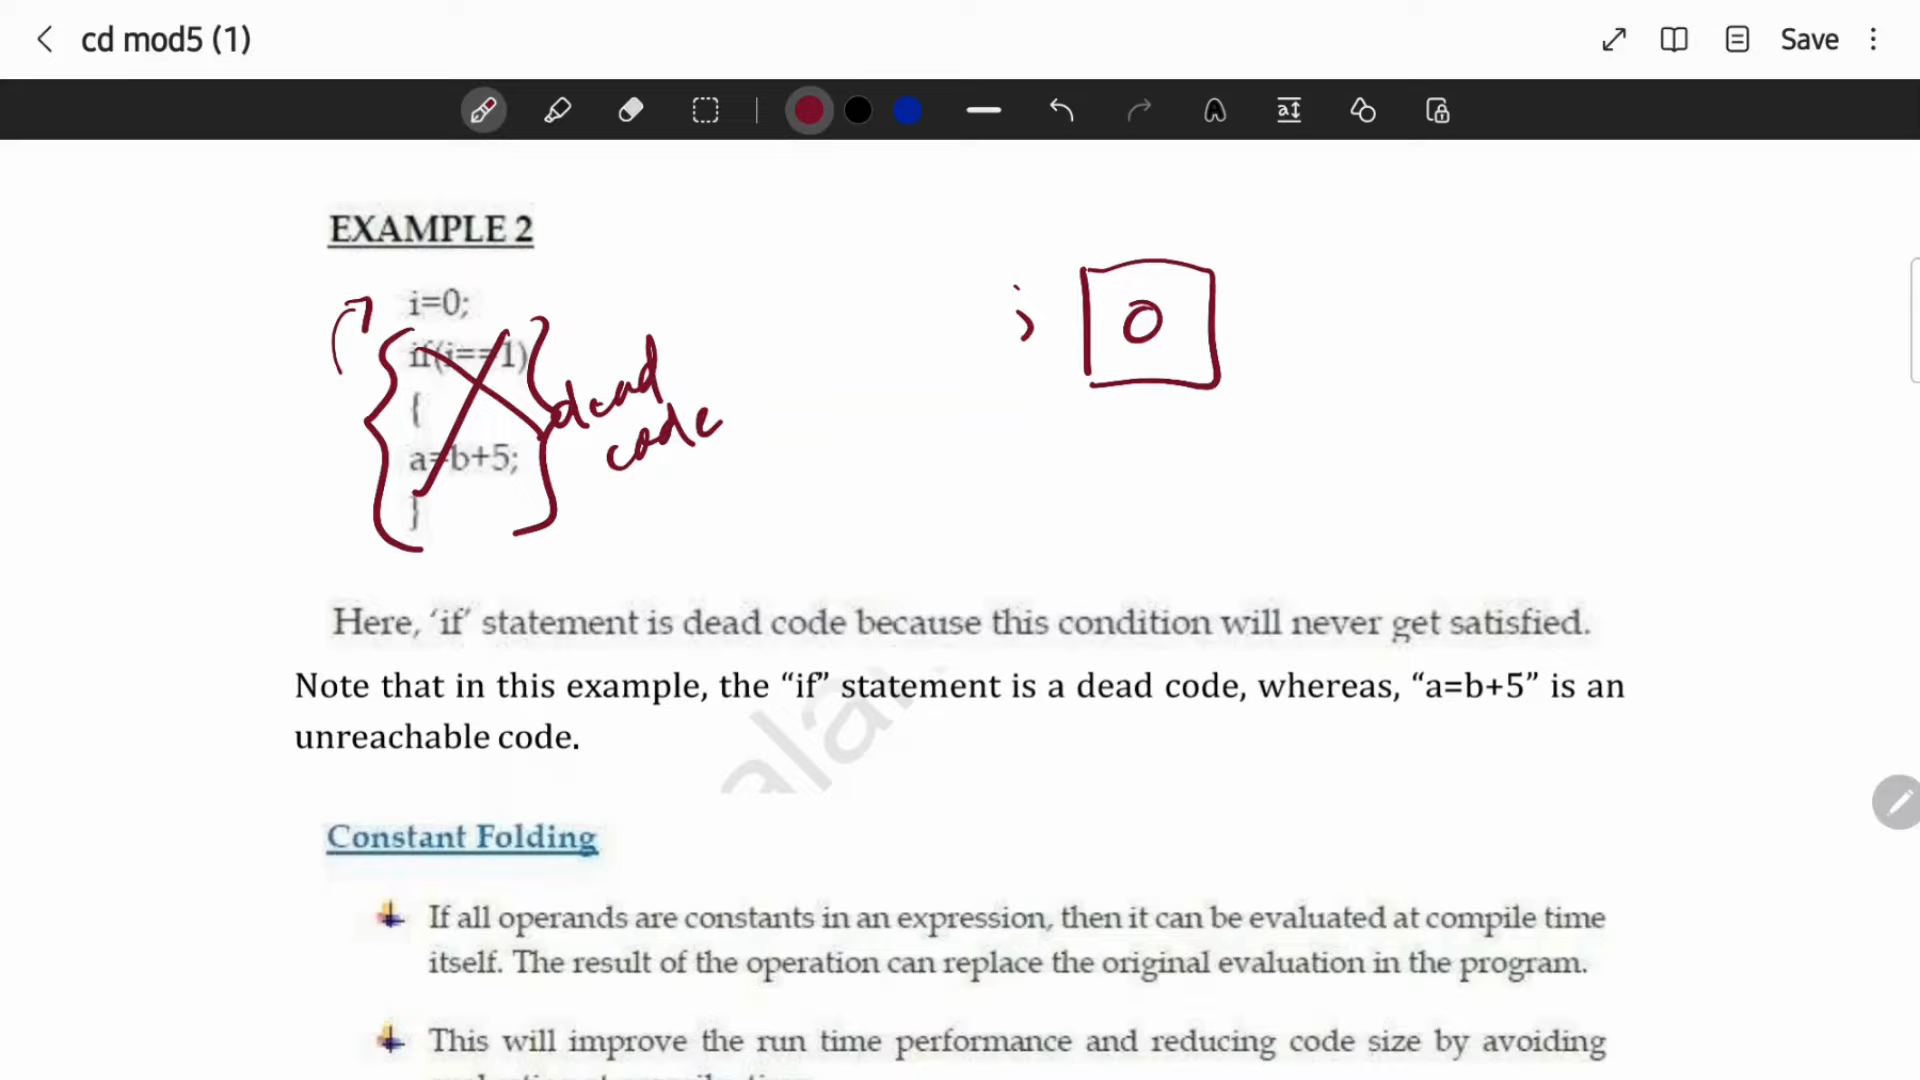 cd mod5 (1)
Save
EXAMPLE 2
i=0;
if(i==1)
{
a=b+5;
}
dead
code
i
0
Here, ‘if’ statement is dead code because this condition will never get satisfied.
Note that in this example, the “if” statement is a dead code, whereas, “a=b+5” is an
unreachable code.
Constant Folding
If all operands are constants in an expression, then it can be evaluated at compile time
itself. The result of the operation can replace the original evaluation in the program.
This will improve the run time performance and reducing code size by avoiding